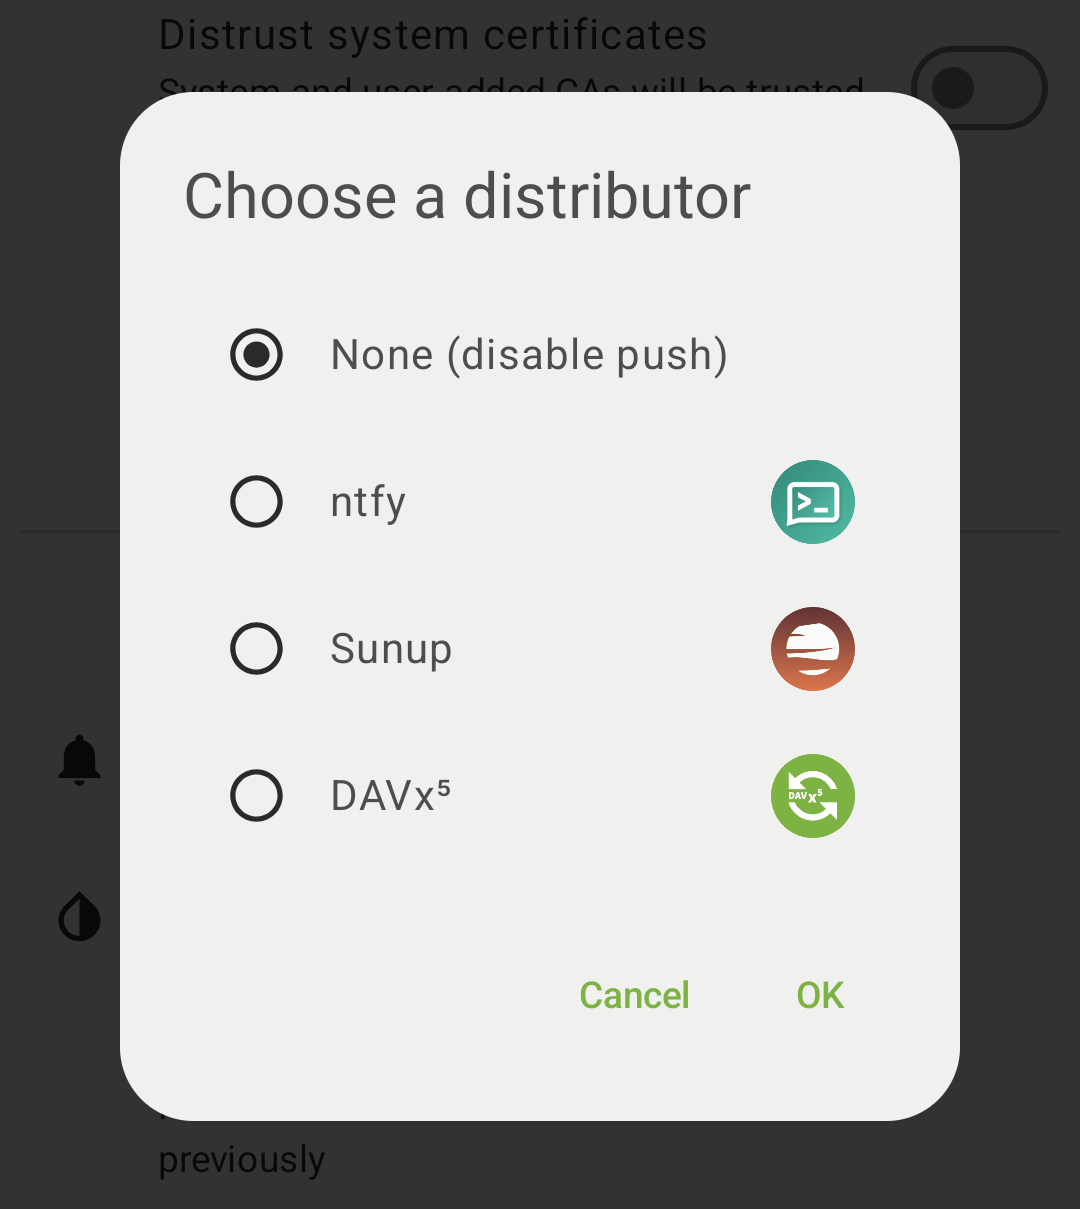 Distrust system certificates
System and user-added CAs will be trusted
Choose a distributor
None (disable push)
ntfy
Sunup
DAVx⁵
DAVx⁵
Cancel
OK
previously